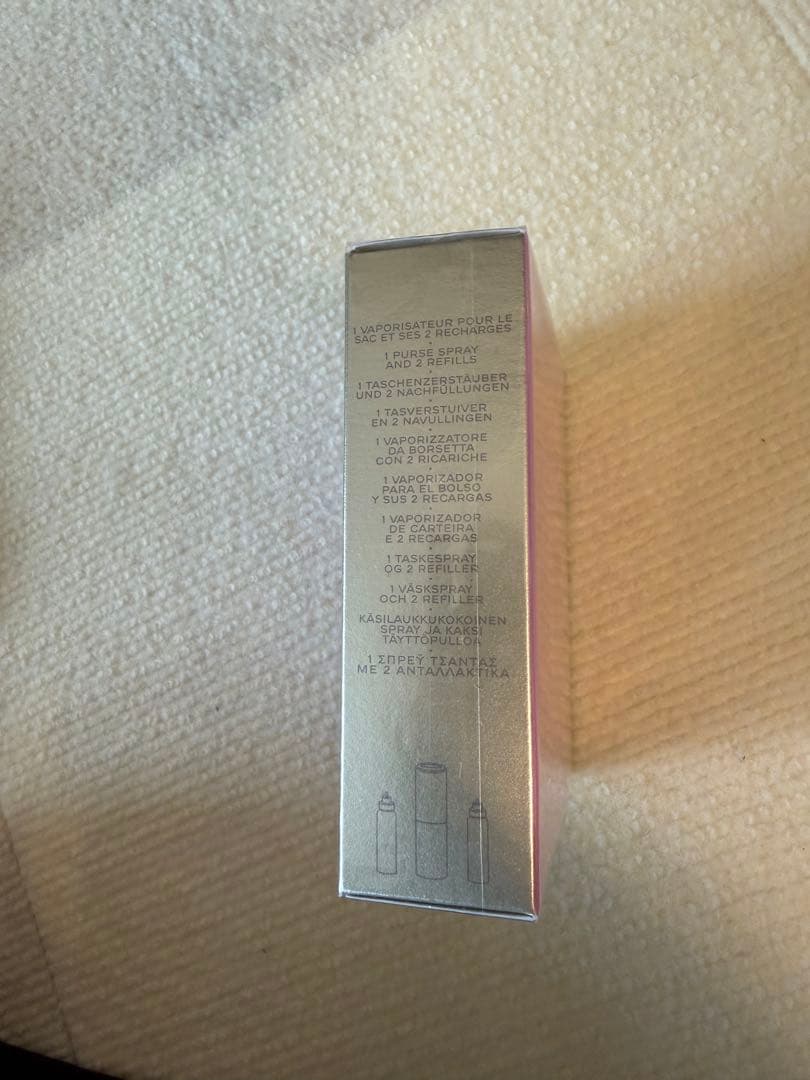 1 VAPORISATEUR POUR LE
SAC ET SES 2 RECHARGES
•
1 PURSE SPRAY
AND 2 REFILLS
•
1 TASCHENZERSTÄUBER
UND 2 NACHFÜLLUNGEN
•
1 TASVERSTUIVER
EN 2 NAVULLINGEN
•
1 VAPORIZZATORE
DA BORSETTA
CON 2 RICARICHE
•
1 VAPORIZADOR
PARA EL BOLSO
Y SUS 2 RECARGAS
•
1 VAPORIZADOR
DE CARTEIRA
E 2 RECARGAS
•
1 TASKESPRAY
OG 2 REFILLER
•
1 VÄSKSPRAY
OCH 2 REFILLER
•
KÄSILAUKKUKOKOINEN
SPRAY JA KAKSI
TÄYTTÖPULLOA
•
1 ΣΠΡΕΫ ΤΣΑΝΤΑΣ
ΜΕ 2 ΑΝΤΑΛΛΑΚΤΙΚΑ